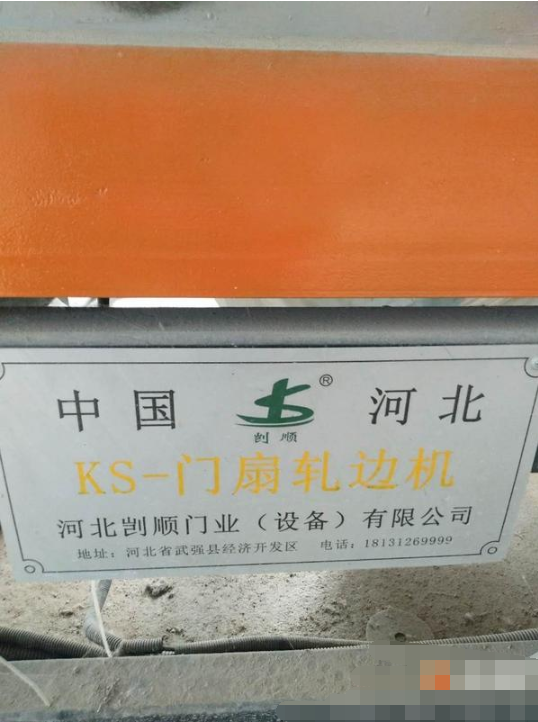 中国 ® 河北
剀顺
KS-门扇轧边机
河北剀顺门业（设备）有限公司
地址：河北省武强县经济开发区 电话：18131269999